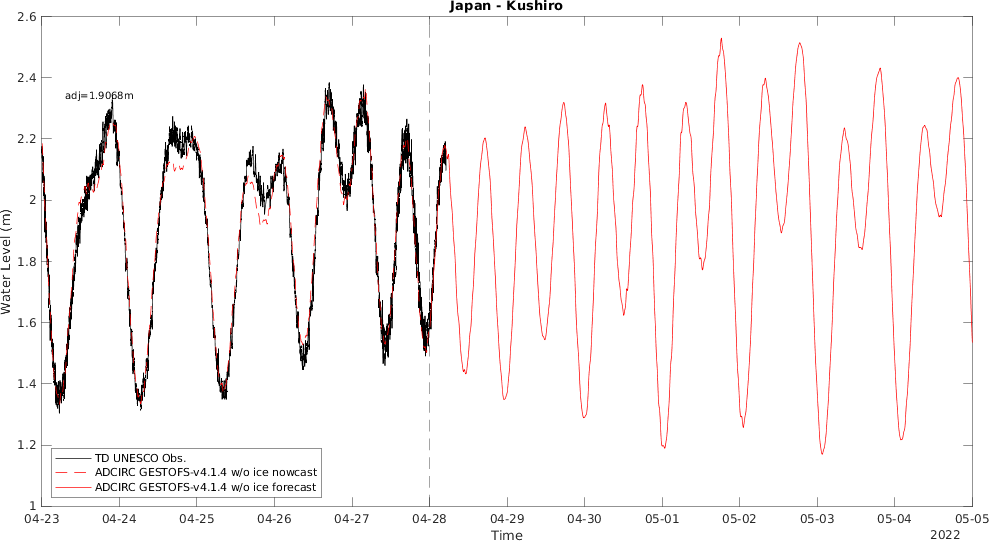 Japan - Kushiro
2.6
2.4
2.2
2
1.8
1.6
1.4
1.2
1
Water Level (m)
adj=1.9068m
TD UNESCO Obs.
ADCIRC GESTOFS-v4.1.4 w/o ice nowcast
ADCIRC GESTOFS-v4.1.4 w/o ice forecast
04-23 04-24 04-25 04-26 04-27 04-28 04-29 04-30 05-01 05-02 05-03 05-04 05-05
Time
2022